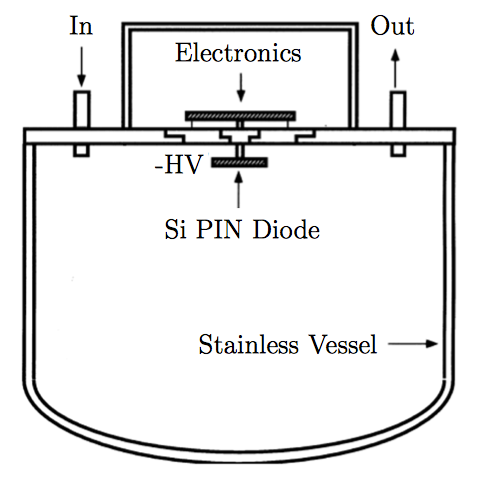 In
Out
Electronics
-HV
Si PIN Diode
Stainless Vessel